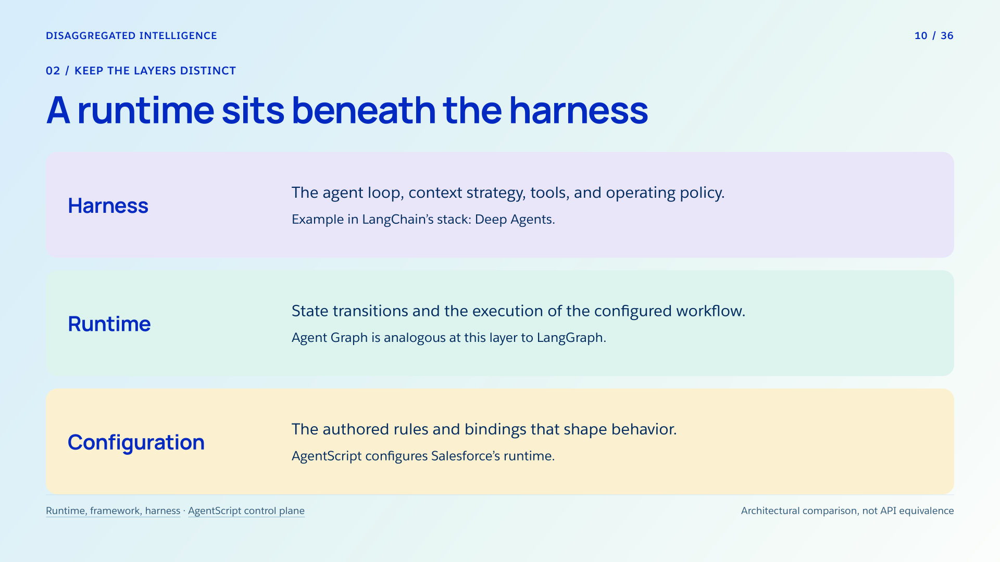 DISAGGREGATED INTELLIGENCE
10 / 36
02 / KEEP THE LAYERS DISTINCT
A runtime sits beneath the harness
Harness
The agent loop, context strategy, tools, and operating policy.
Example in LangChain’s stack: Deep Agents.
Runtime
State transitions and the execution of the configured workflow.
Agent Graph is analogous at this layer to LangGraph.
Configuration
The authored rules and bindings that shape behavior.
AgentScript configures Salesforce’s runtime.
Runtime, framework, harness · AgentScript control plane
Architectural comparison, not API equivalence